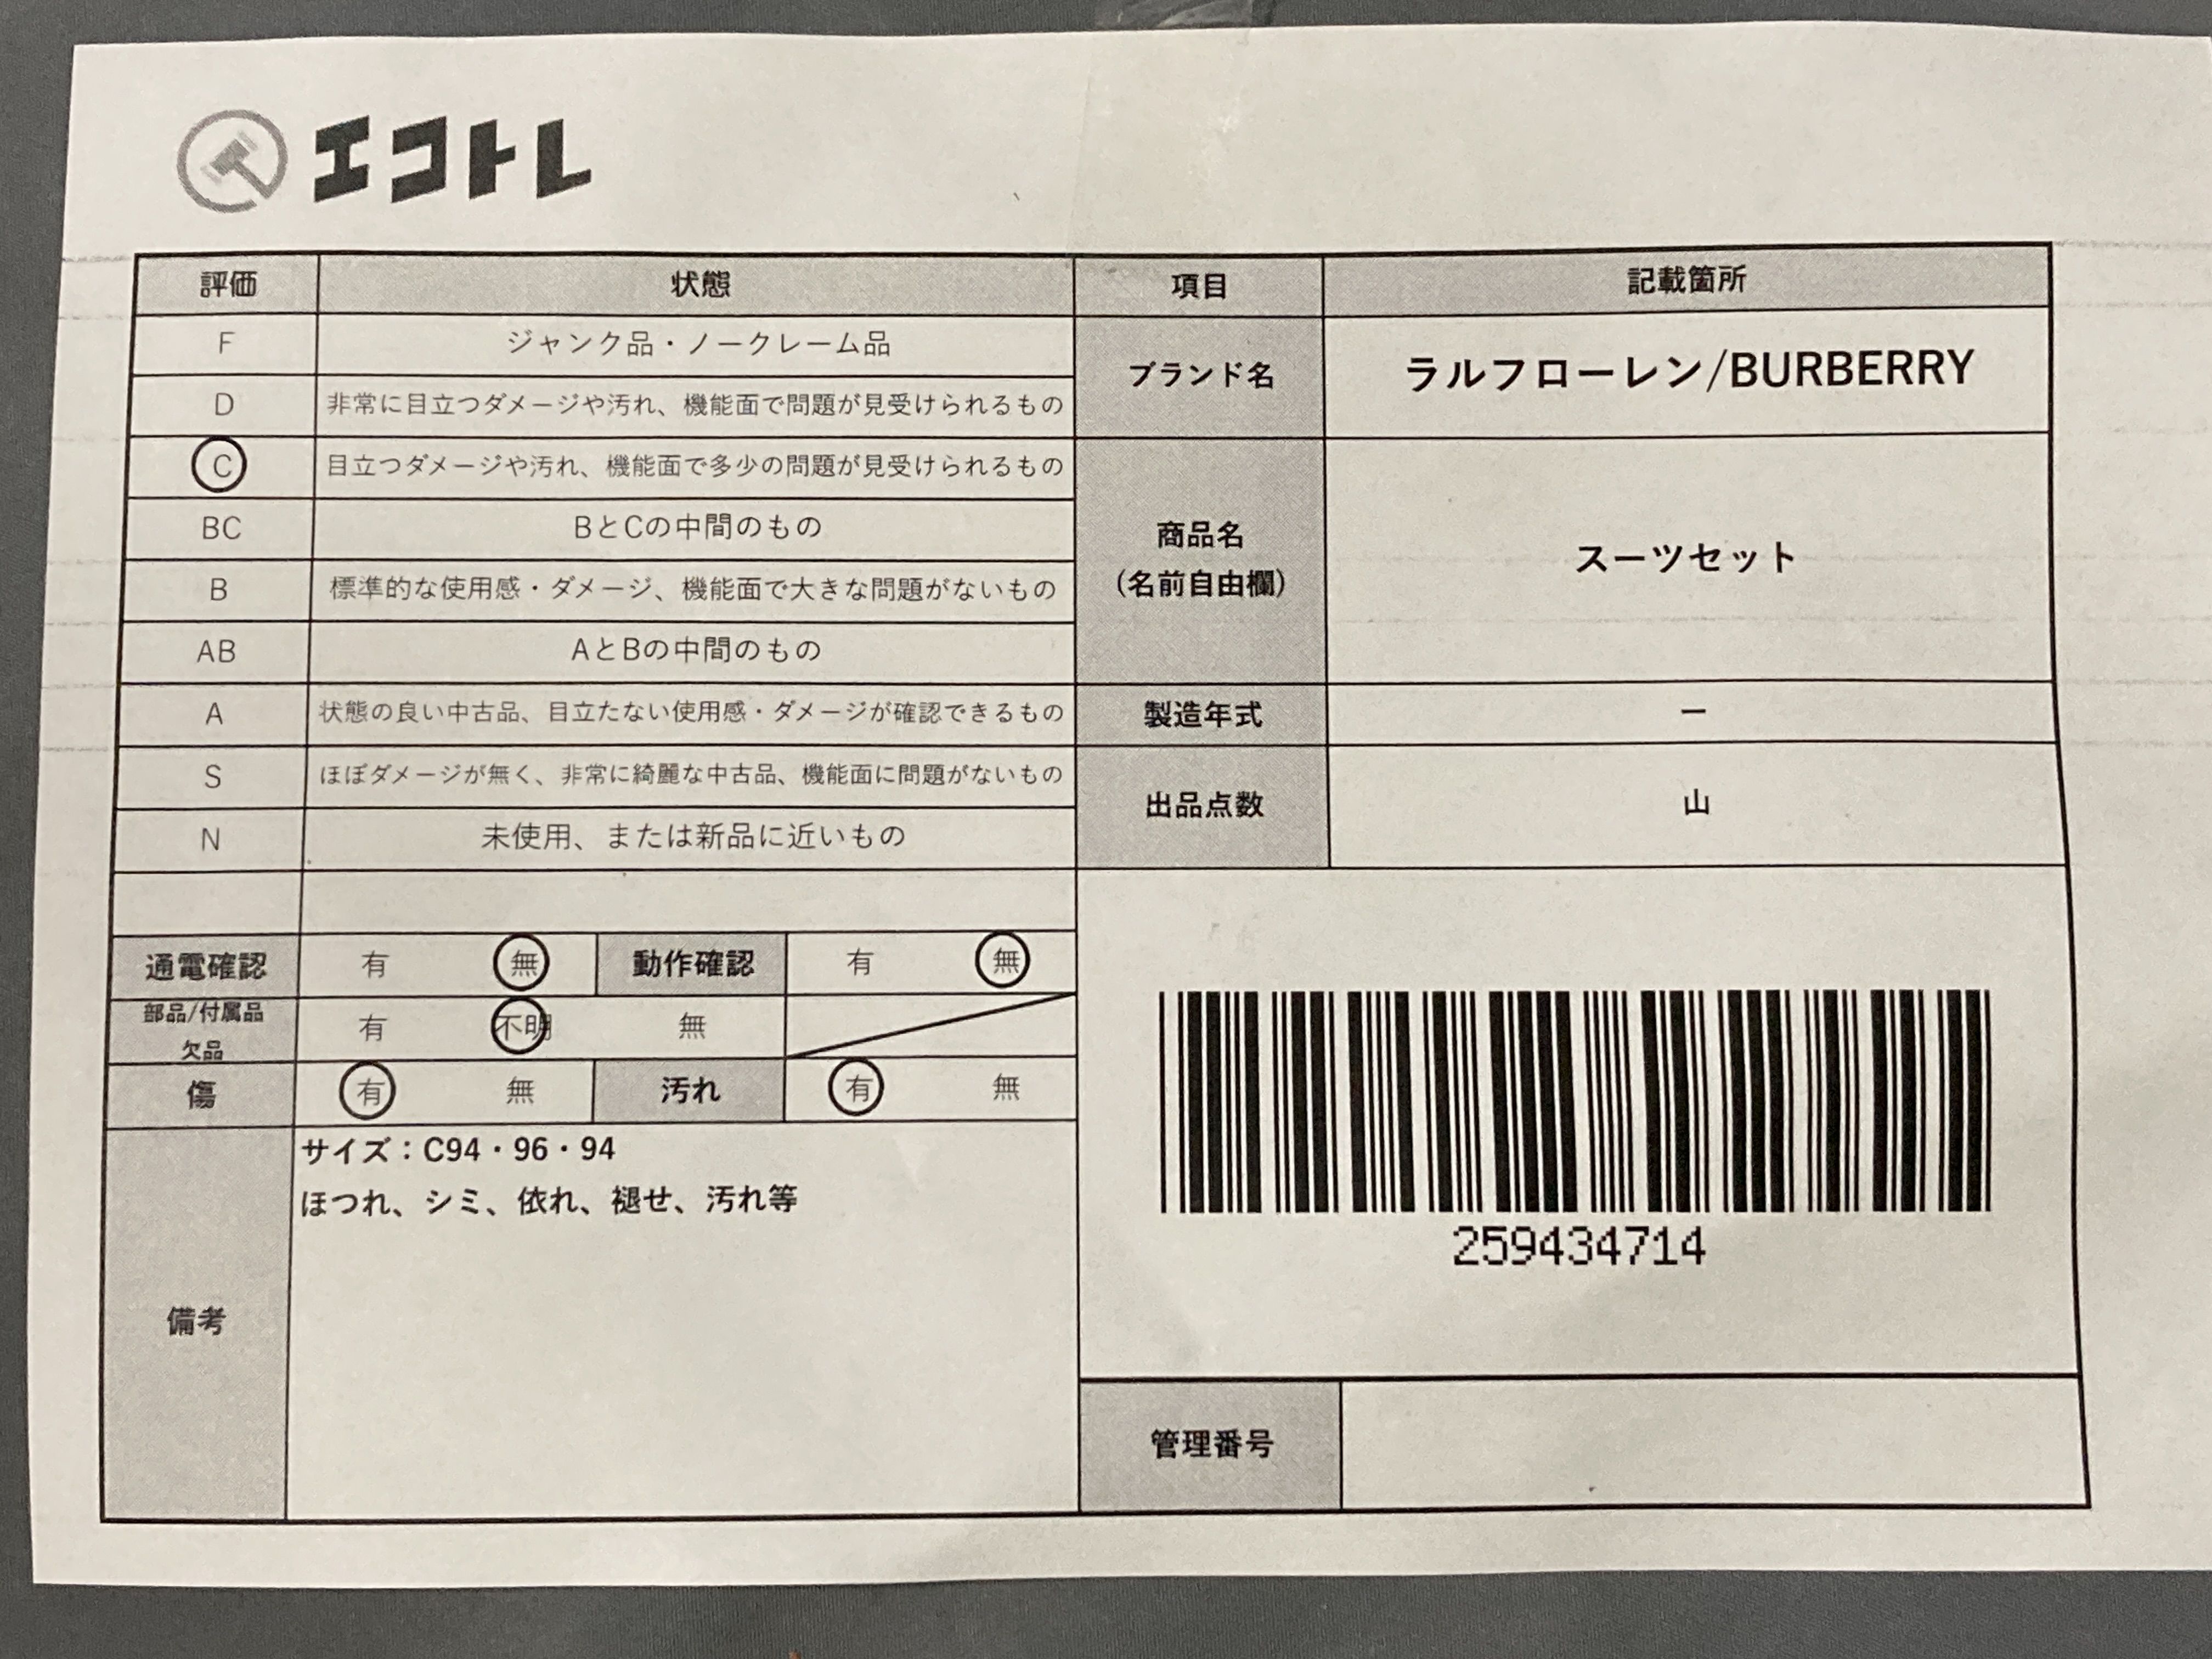 エコトレ
評価 状態 項目 記載箇所
F ジャンク品・ノークレーム品
D 非常に目立つダメージや汚れ、機能面で問題が見受けられるもの
ブランド名 ラルフローレン/BURBERRY
C 目立つダメージや汚れ、機能面で多少の問題が見受けられるもの
BC BとCの中間のもの
B 標準的な使用感・ダメージ、機能面で大きな問題がないもの
AB AとBの中間のもの
商品名
(名前自由欄)
スーツセット
A 状態の良い中古品、目立たない使用感・ダメージが確認できるもの
製造年式 ー
S ほぼダメージが無く、非常に綺麗な中古品、機能面に問題がないもの
N 未使用、または新品に近いもの
出品点数 山
通電確認 有 無 動作確認 有 無
部品/付属品
欠品
有 不明 無
傷 有 無 汚れ 有 無
備考
サイズ：C94・96・94
ほつれ、シミ、依れ、褪せ、汚れ等
259434714
管理番号